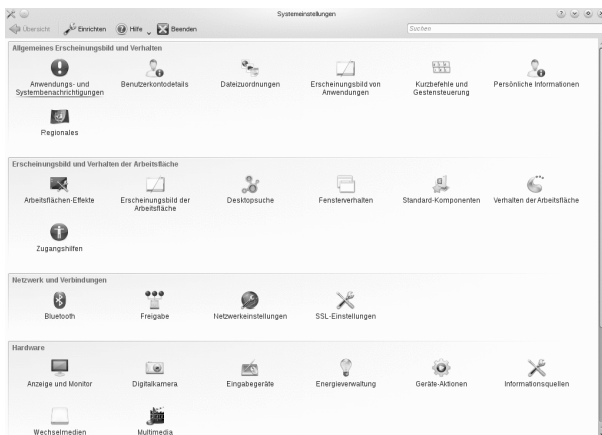 Systemeinstellungen
Übersicht Einrichten Hilfe Beenden Suchen
Allgemeines Erscheinungsbild und Verhalten
Anwendungs- und Systembenachrichtigungen
Benutzerkontodetails
Dateizuordnungen
Erscheinungsbild von Anwendungen
Kurzbefehle und Gestensteuerung
Persönliche Informationen
Regionales
Erscheinungsbild und Verhalten der Arbeitsfläche
Arbeitsflächen-Effekte
Erscheinungsbild der Arbeitsfläche
Desktopsuche
Fensterverhalten
Standard-Komponenten
Verhalten der Arbeitsfläche
Zugangshilfen
Netzwerk und Verbindungen
Bluetooth
Freigabe
Netzwerkeinstellungen
SSL-Einstellungen
Hardware
Anzeige und Monitor
Digitalkamera
Eingabegeräte
Energieverwaltung
Geräte-Aktionen
Informationsquellen
Wechselmedien
Multimedia